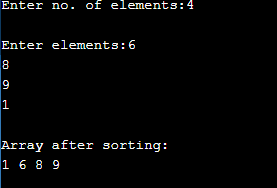 Enter no. of elements:4
Enter elements:6
8
9
1
Array after sorting:
1 6 8 9